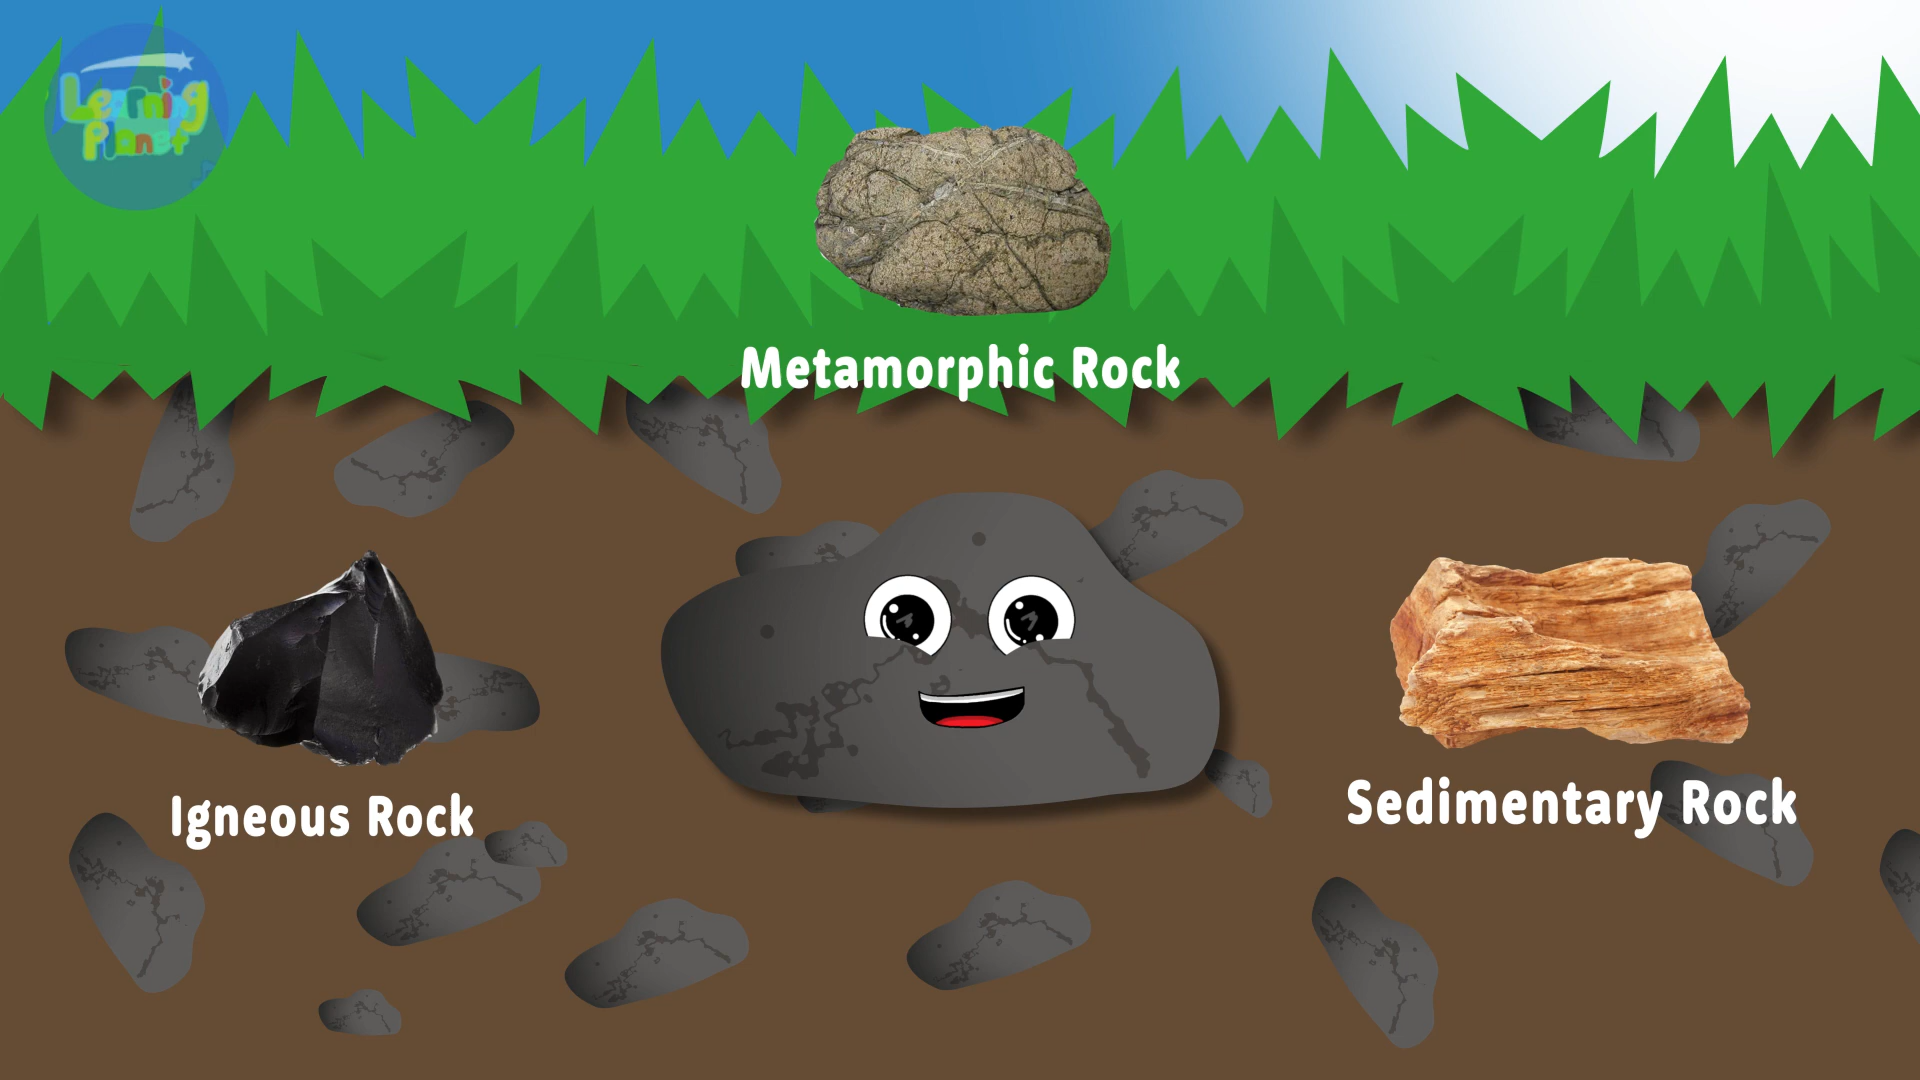 Learning
Planet
Metamorphic Rock
Igneous Rock
Sedimentary Rock